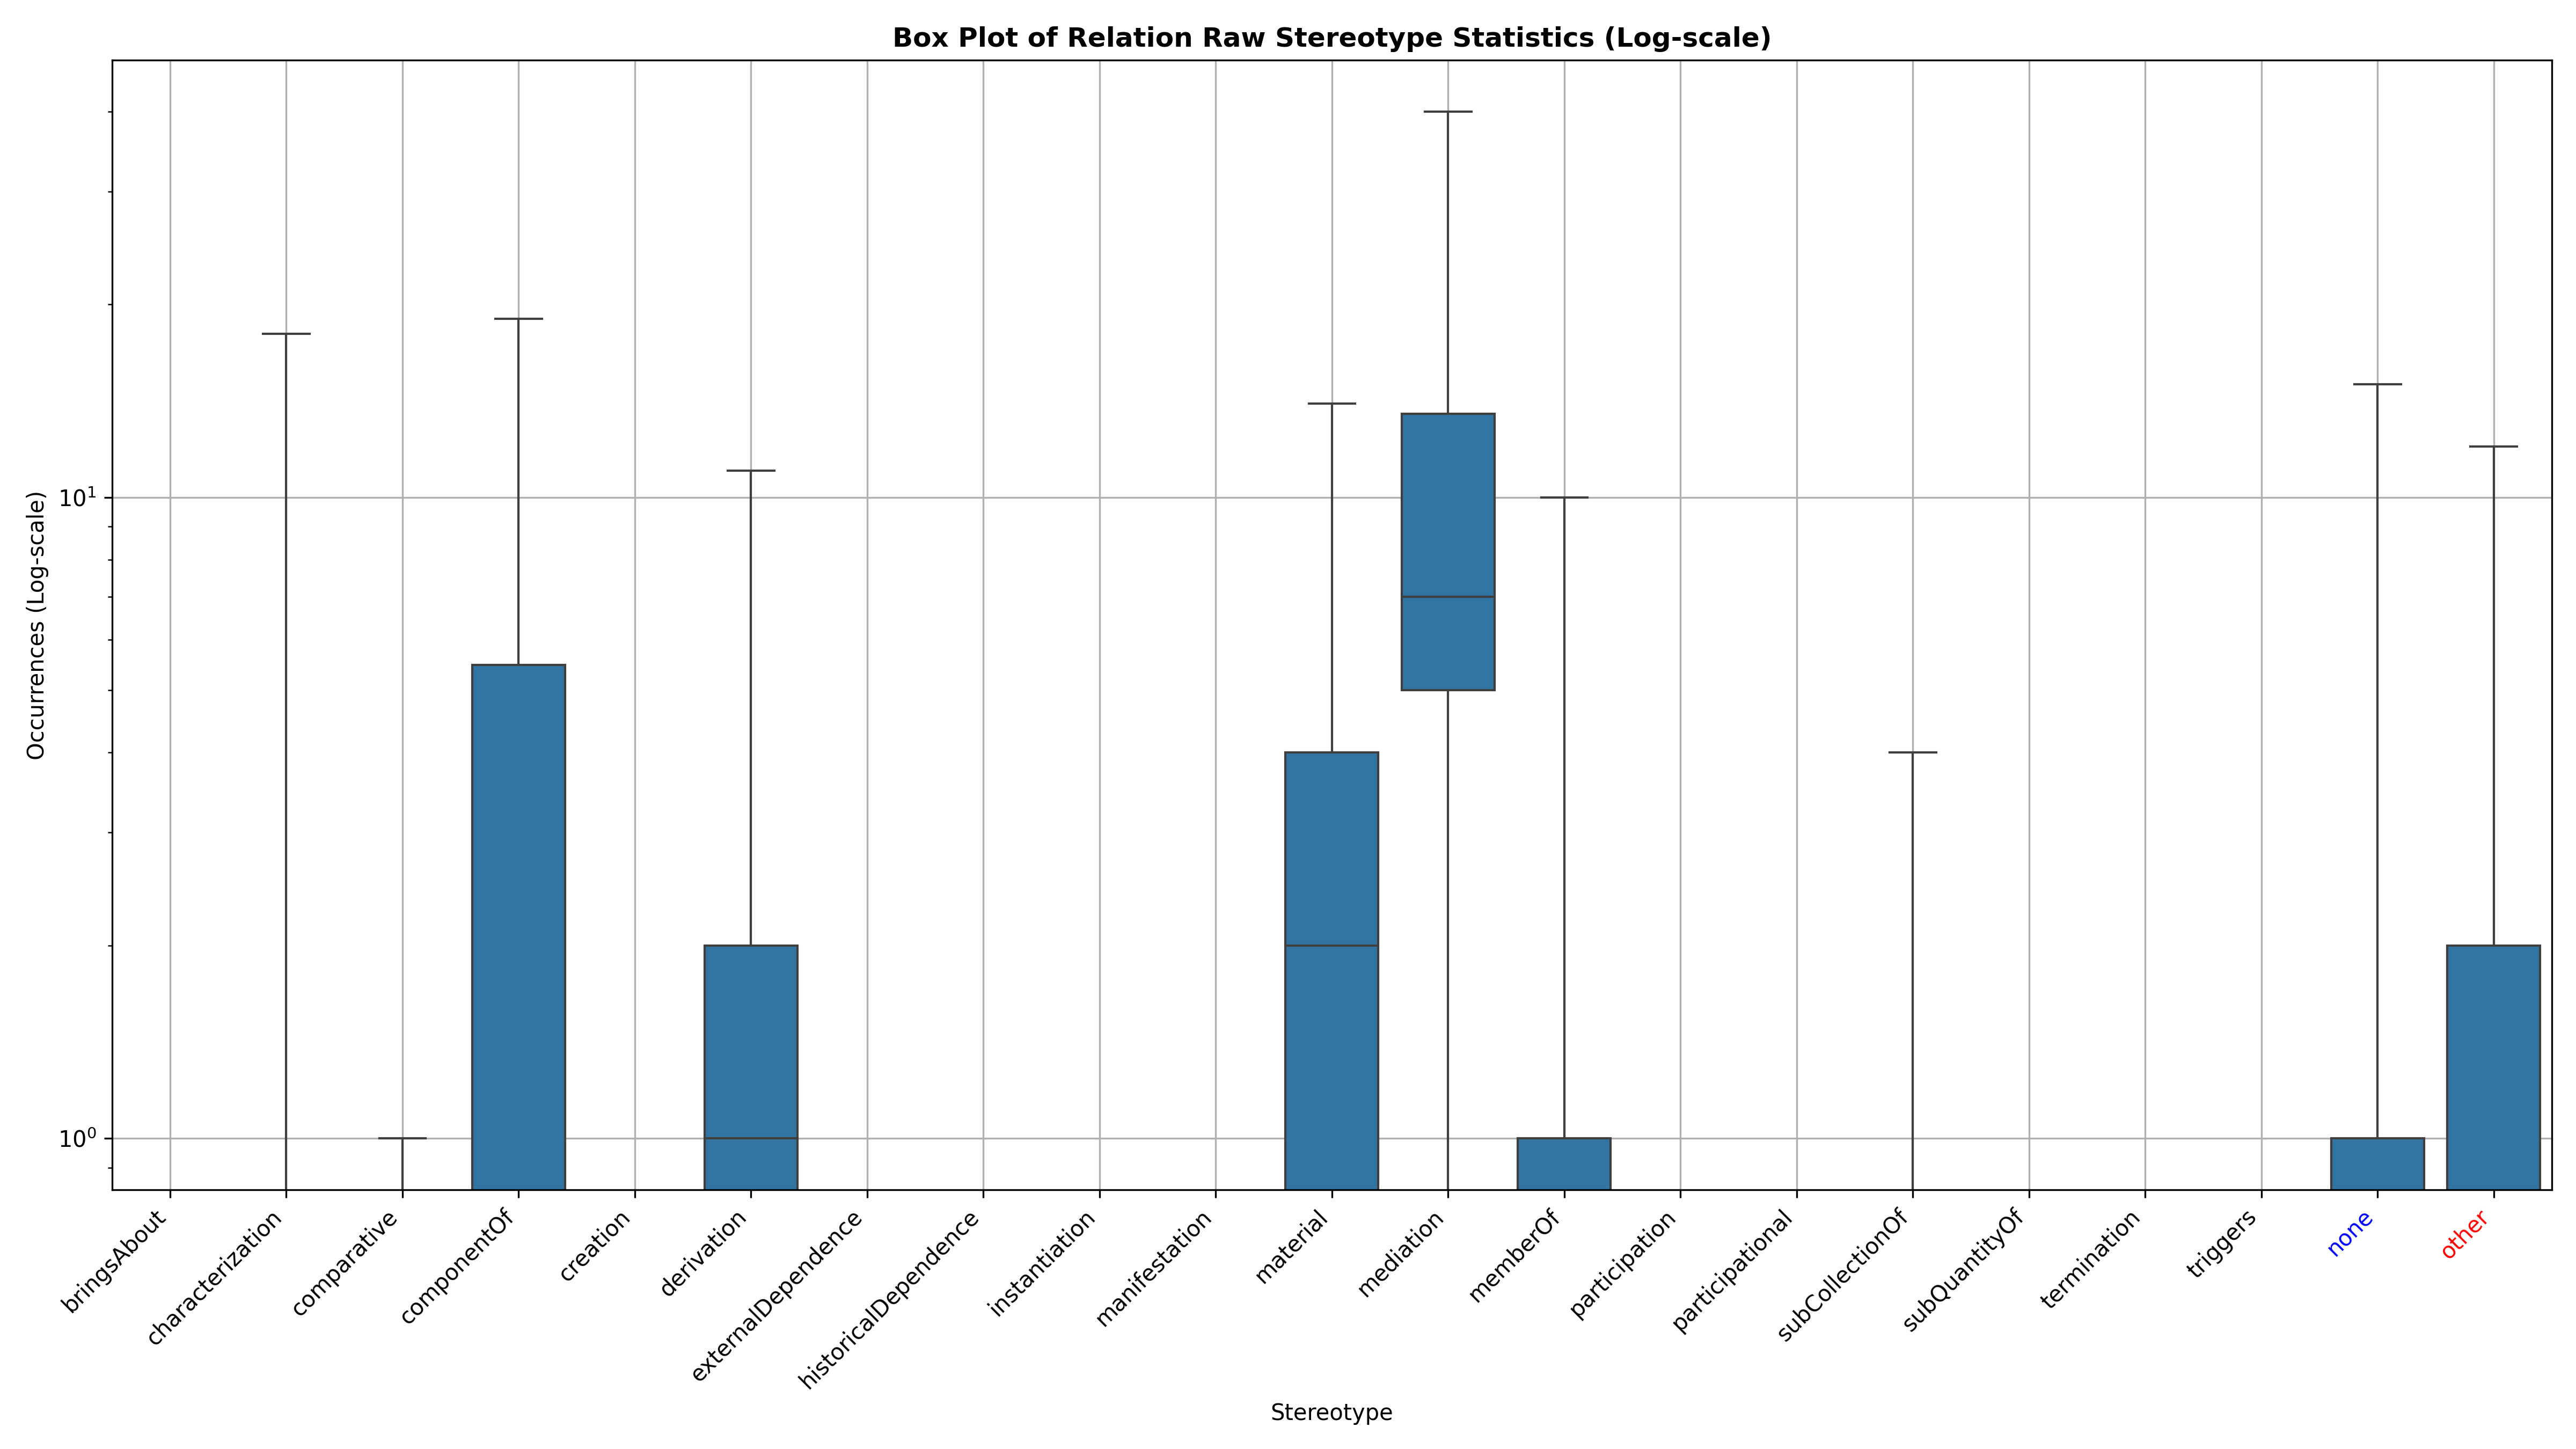 Box Plot of Relation Raw Stereotype Statistics (Log-scale)
Occurrences (Log-scale)
10¹
10⁰
bringsAbout
characterization
comparative
componentOf
creation
derivation
externalDependence
historicalDependence
instantiation
manifestation
material
mediation
memberOf
participation
participational
subCollectionOf
subQuantityOf
termination
triggers
none
other
Stereotype